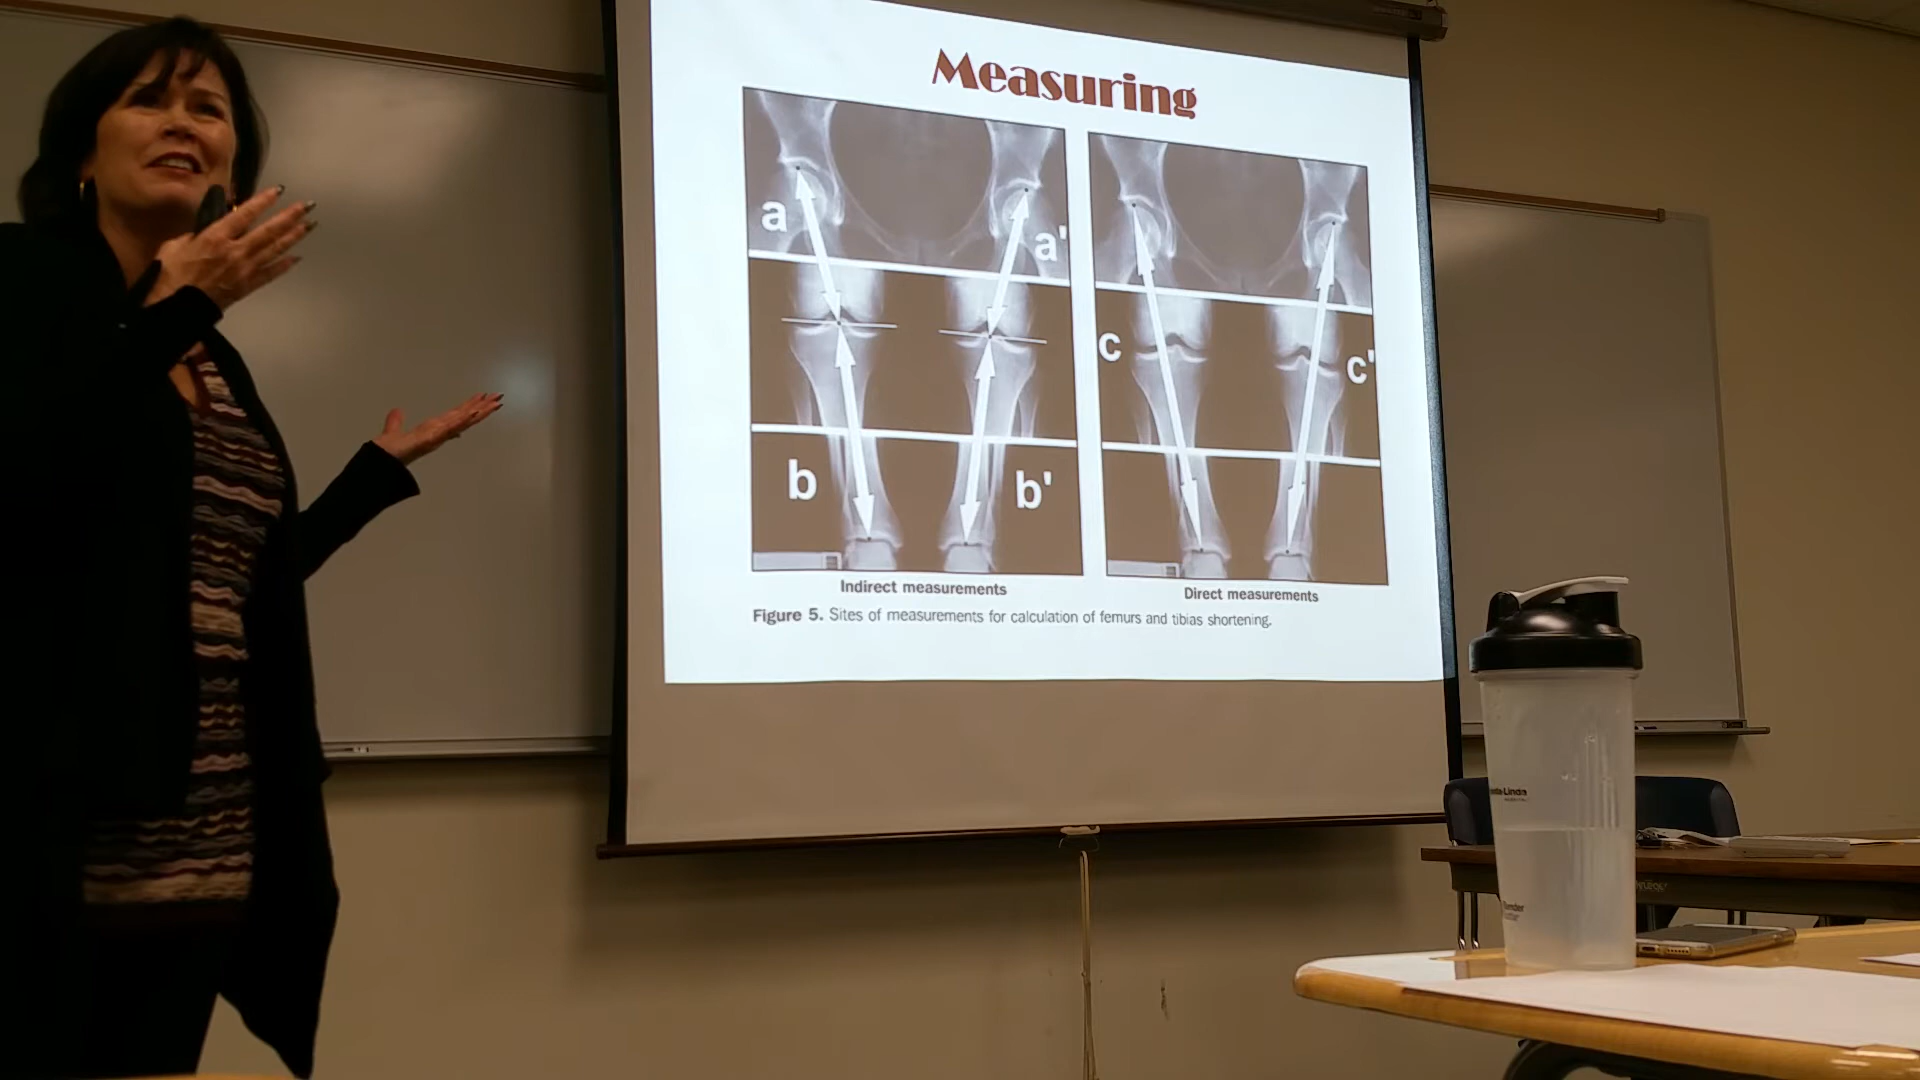 Measuring
a
a'
b
b'
c
c'
Indirect measurements
Direct measurements
Figure 5. Sites of measurements for calculation of femurs and tibias shortening.